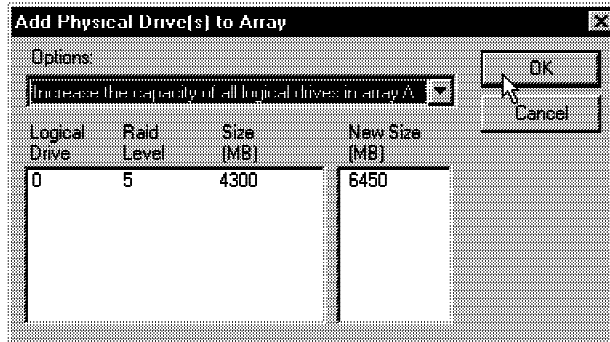 Add Physical Drive(s) to Array
Options:
Increase the capacity of all logical drives in array A
OK
Cancel
Logical Drive
Raid Level
Size (MB)
New Size (MB)
0 5 4300 6450